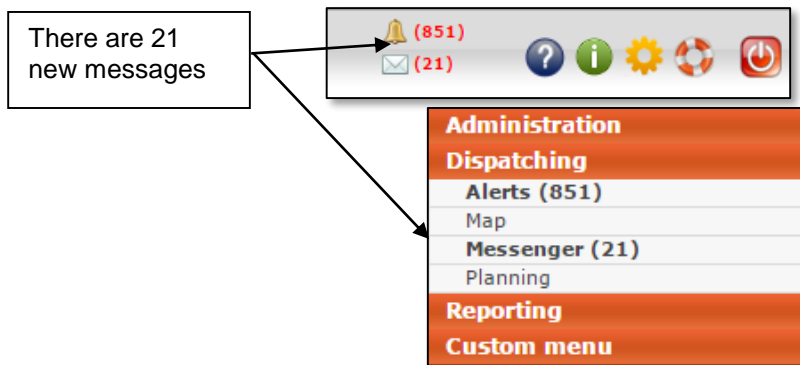 There are 21
new messages
(851)
(21)
?
i
Administration
Dispatching
Alerts (851)
Map
Messenger (21)
Planning
Reporting
Custom menu